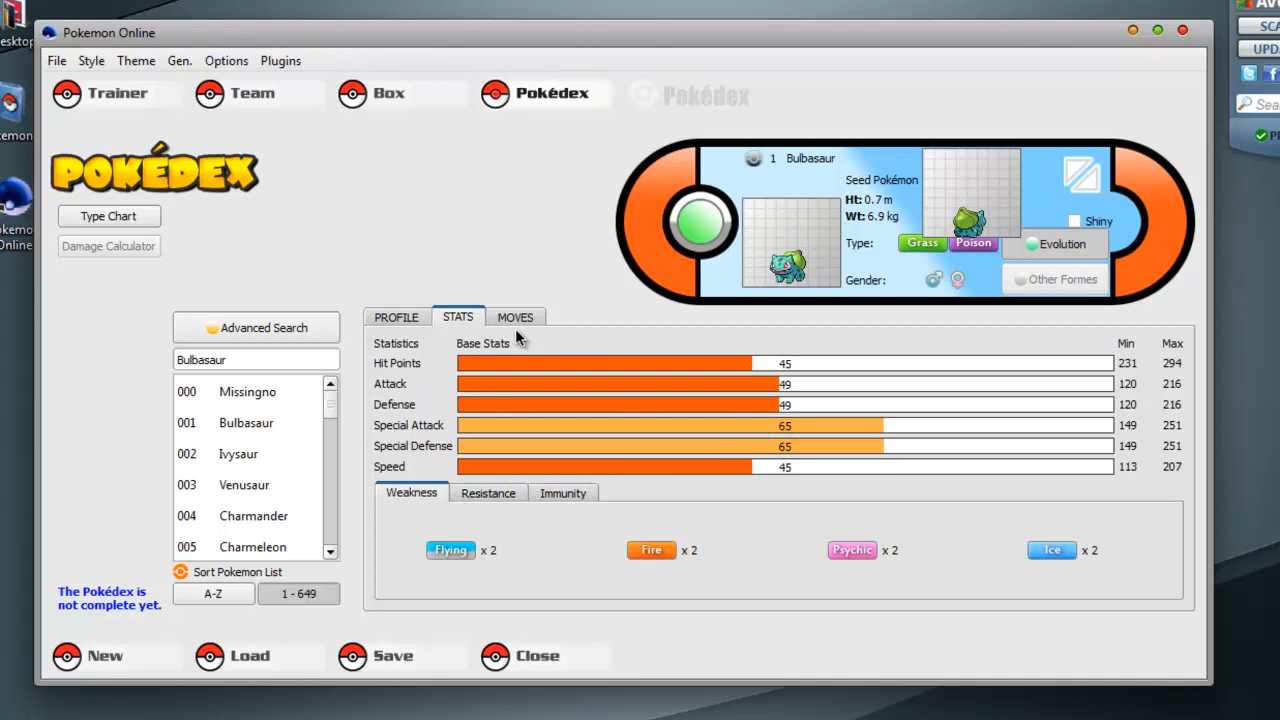 Pokemon Online
File Style Theme Gen. Options Plugins
Trainer Team Box Pokédex Pokédex
POKÉDEX
Type Chart
Damage Calculator
1 Bulbasaur
Seed Pokémon
Ht: 0.7 m
Wt: 6.9 kg
Shiny
Type: Grass Poison
Evolution
Gender:
Other Formes
Advanced Search
Bulbasaur
000 Missingno
001 Bulbasaur
002 Ivysaur
003 Venusaur
004 Charmander
005 Charmeleon
Sort Pokemon List
A-Z 1 - 649
The Pokédex is
not complete yet.
PROFILE STATS MOVES
Statistics Base Stats Min Max
Hit Points 45 231 294
Attack 49 120 216
Defense 49 120 216
Special Attack 65 149 251
Special Defense 65 149 251
Speed 45 113 207
Weakness Resistance Immunity
Flying x 2 Fire x 2 Psychic x 2 Ice x 2
New Load Save Close